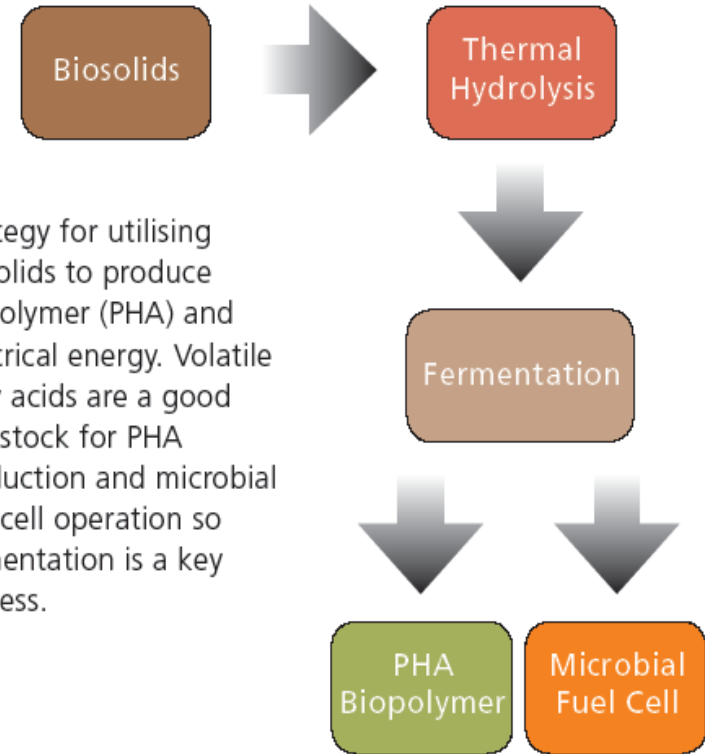 Biosolids
Thermal
Hydrolysis
tegy for utilising
olids to produce
olymer (PHA) and
trical energy. Volatile
y acids are a good
stock for PHA
duction and microbial
cell operation so
nentation is a key
ess.
Fermentation
PHA
Biopolymer
Microbial
Fuel Cell